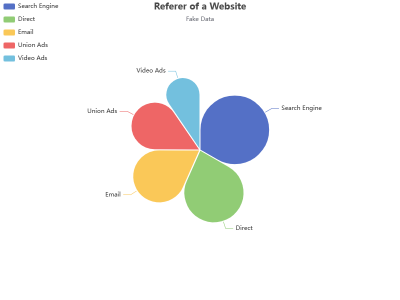 Referer of a Website
Fake Data
Search Engine
Direct
Email
Union Ads
Video Ads
Video Ads
Union Ads
Search Engine
Email
Direct